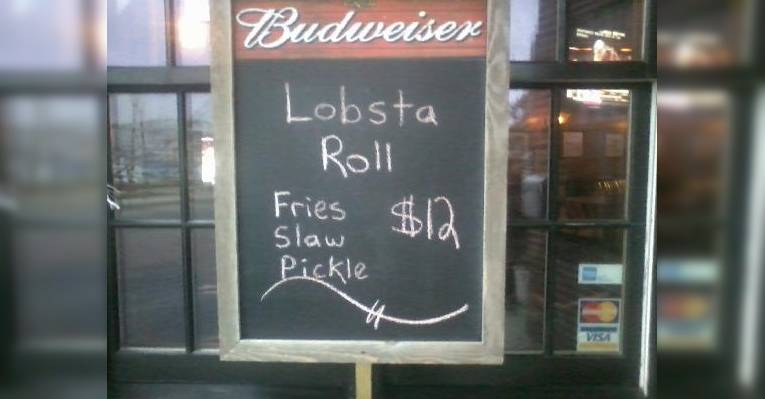 Budweiser
Lobsta
Roll
Fries
Slaw
Pickle
$12
VISA